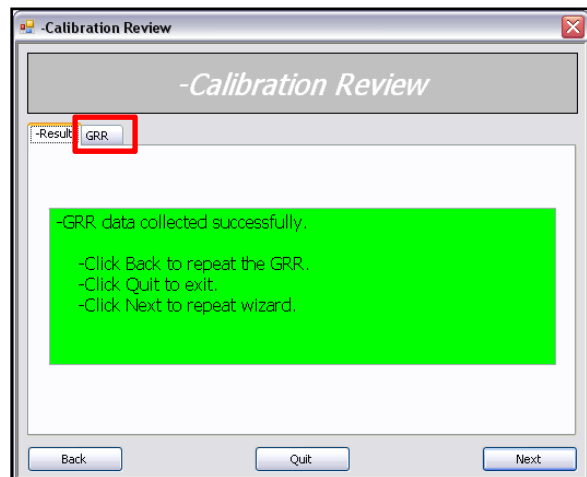 -Calibration Review
-Calibration Review
-Result GRR
-GRR data collected successfully.
-Click Back to repeat the GRR.
-Click Quit to exit.
-Click Next to repeat wizard.
Back Quit Next